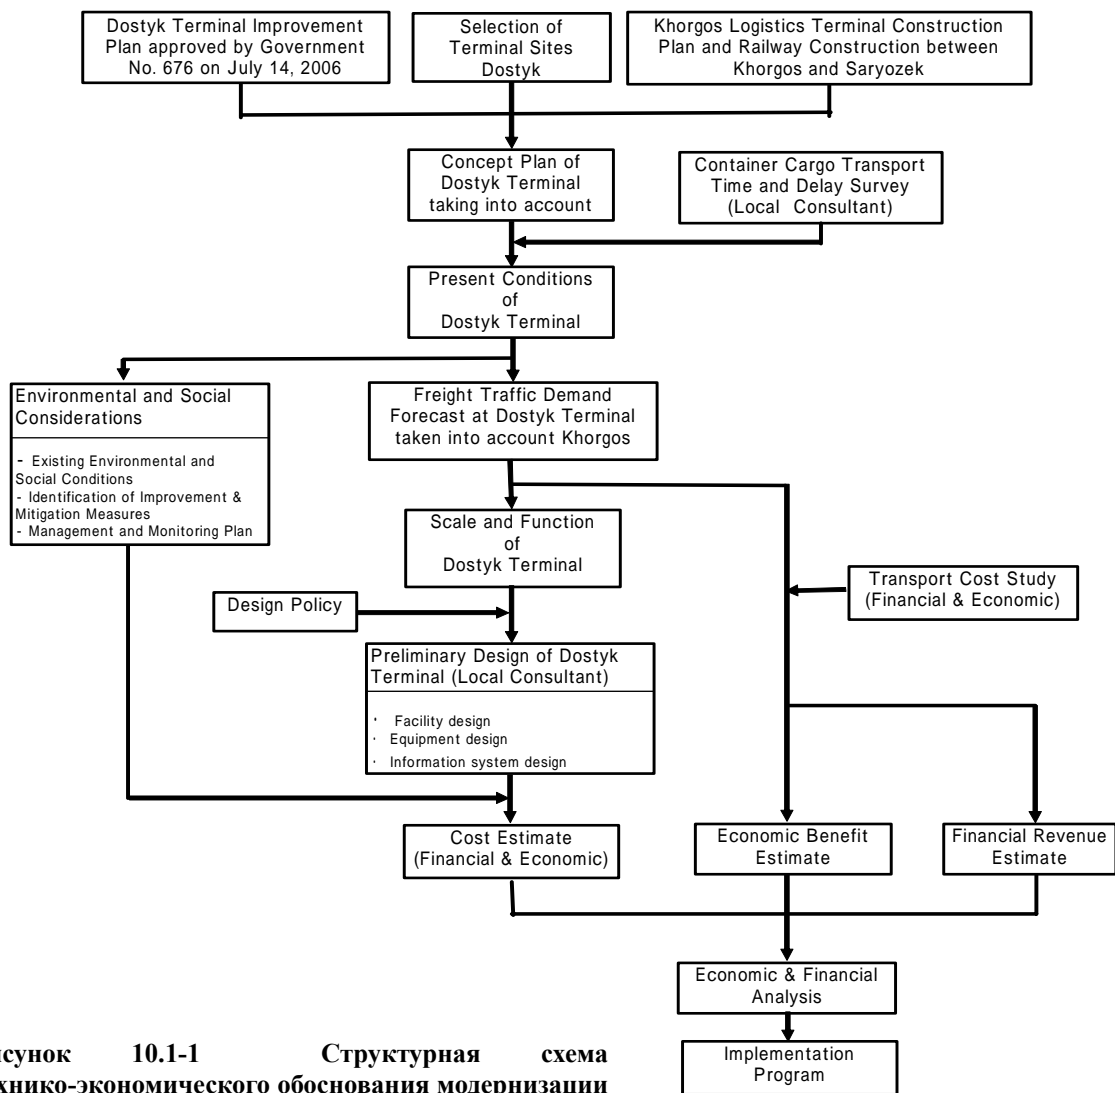 Dostyk Terminal Improvement
Plan approved by Government
No. 676 on July 14, 2006
Selection of
Terminal Sites
Dostyk
Khorgos Logistics Terminal Construction
Plan and Railway Construction between
Khorgos and Saryozek
Concept Plan of
Dostyk Terminal
taking into account
Container Cargo Transport
Time and Delay Survey
(Local Consultant)
Present Conditions
of
Dostyk Terminal
Environmental and Social
Considerations
- Existing Environmental and
Social Conditions
- Identification of Improvement &
Mitigation Measures
- Management and Monitoring Plan
Freight Traffic Demand
Forecast at Dostyk Terminal
taken into account Khorgos
Scale and Function
of
Dostyk Terminal
Transport Cost Study
(Financial & Economic)
Design Policy
Preliminary Design of Dostyk
Terminal (Local Consultant)
· Facility design
· Equipment design
· Information system design
Cost Estimate
(Financial & Economic)
Economic Benefit
Estimate
Financial Revenue
Estimate
Economic & Financial
Analysis
Implementation
Program
исунок 10.1-1 Структурная схема
хнико-экономического обоснования модернизации